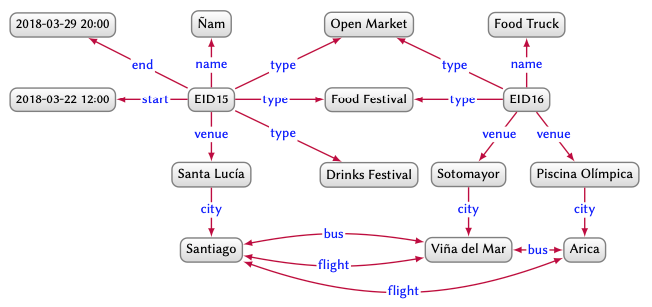 2018-03-29 20:00
Ñam
Open Market
Food Truck
end
name
type
type
name
2018-03-22 12:00
start
EID15
type
Food Festival
type
EID16
venue
type
venue
venue
Santa Lucía
Drinks Festival
Sotomayor
Piscina Olímpica
city
city
city
bus
Santiago
Viña del Mar
bus
Arica
flight
flight